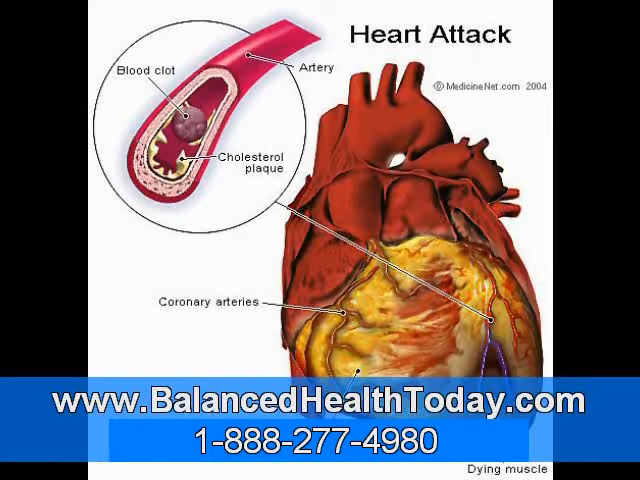 Heart Attack
© MedicineNet.com 2004
Blood clot
Artery
Cholesterol
plaque
Coronary arteries
www.BalancedHealthToday.com
1-888-277-4980
Dying muscle